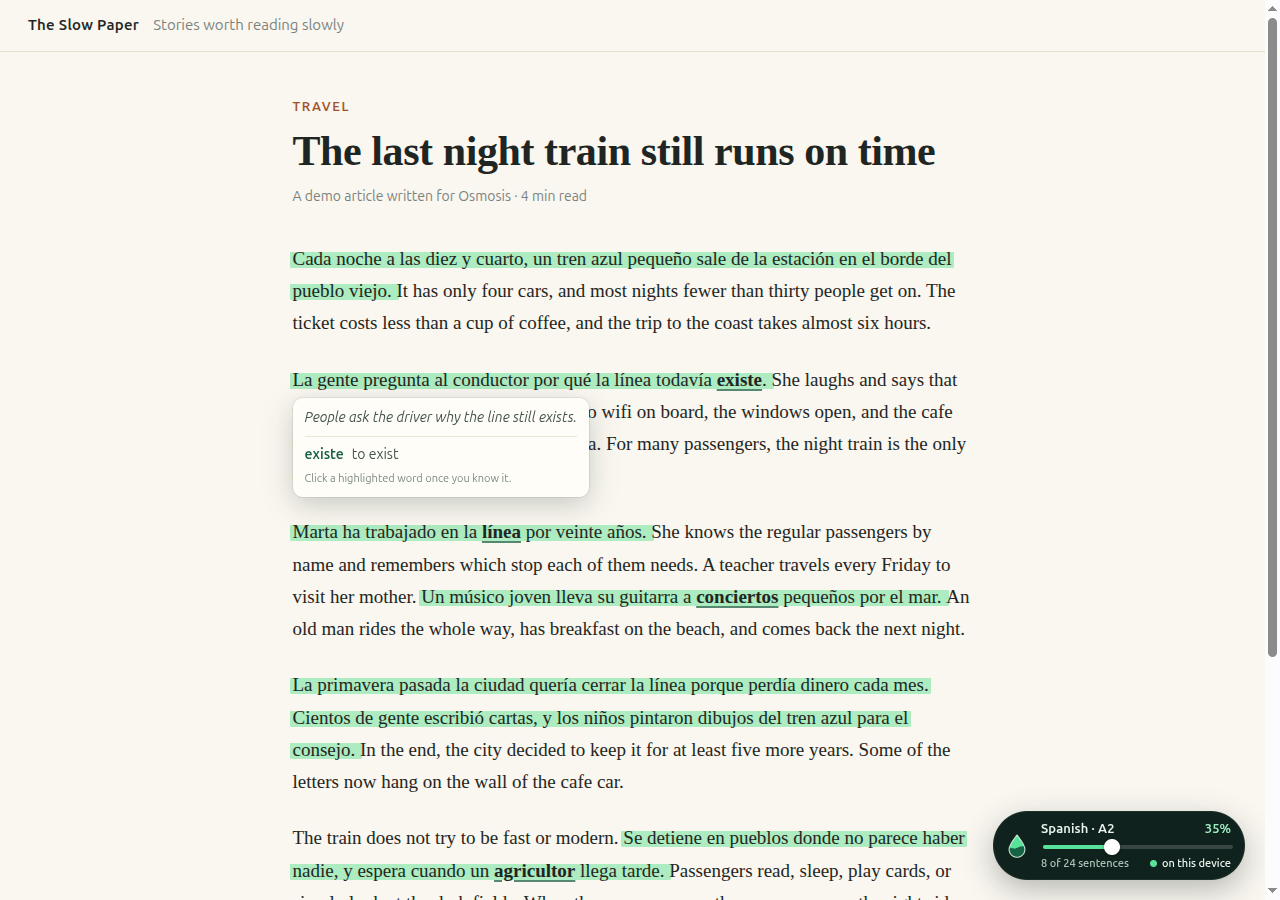 The Slow Paper Stories worth reading slowly
TRAVEL
The last night train still runs on time
A demo article written for Osmosis · 4 min read
Cada noche a las diez y cuarto, un tren azul pequeño sale de la estación en el borde del
pueblo viejo. It has only four cars, and most nights fewer than thirty people get on. The
ticket costs less than a cup of coffee, and the trip to the coast takes almost six hours.
La gente pregunta al conductor por qué la línea todavía existe. She laughs and says that
wifi on board, the windows open, and the cafe
For many passengers, the night train is the only
People ask the driver why the line still exists.
existe to exist
Click a highlighted word once you know it.
Marta ha trabajado en la línea por veinte años. She knows the regular passengers by
name and remembers which stop each of them needs. A teacher travels every Friday to
visit her mother. Un músico joven lleva su guitarra a conciertos pequeños por el mar. An
old man rides the whole way, has breakfast on the beach, and comes back the next night.
La primavera pasada la ciudad quería cerrar la línea porque perdía dinero cada mes.
Cientos de gente escribió cartas, y los niños pintaron dibujos del tren azul para el
consejo. In the end, the city decided to keep it for at least five more years. Some of the
letters now hang on the wall of the cafe car.
The train does not try to be fast or modern. Se detiene en pueblos donde no parece haber
nadie, y espera cuando un agricultor llega tarde. Passengers read, sleep, play cards, or
Spanish · A2 35%
8 of 24 sentences on this device